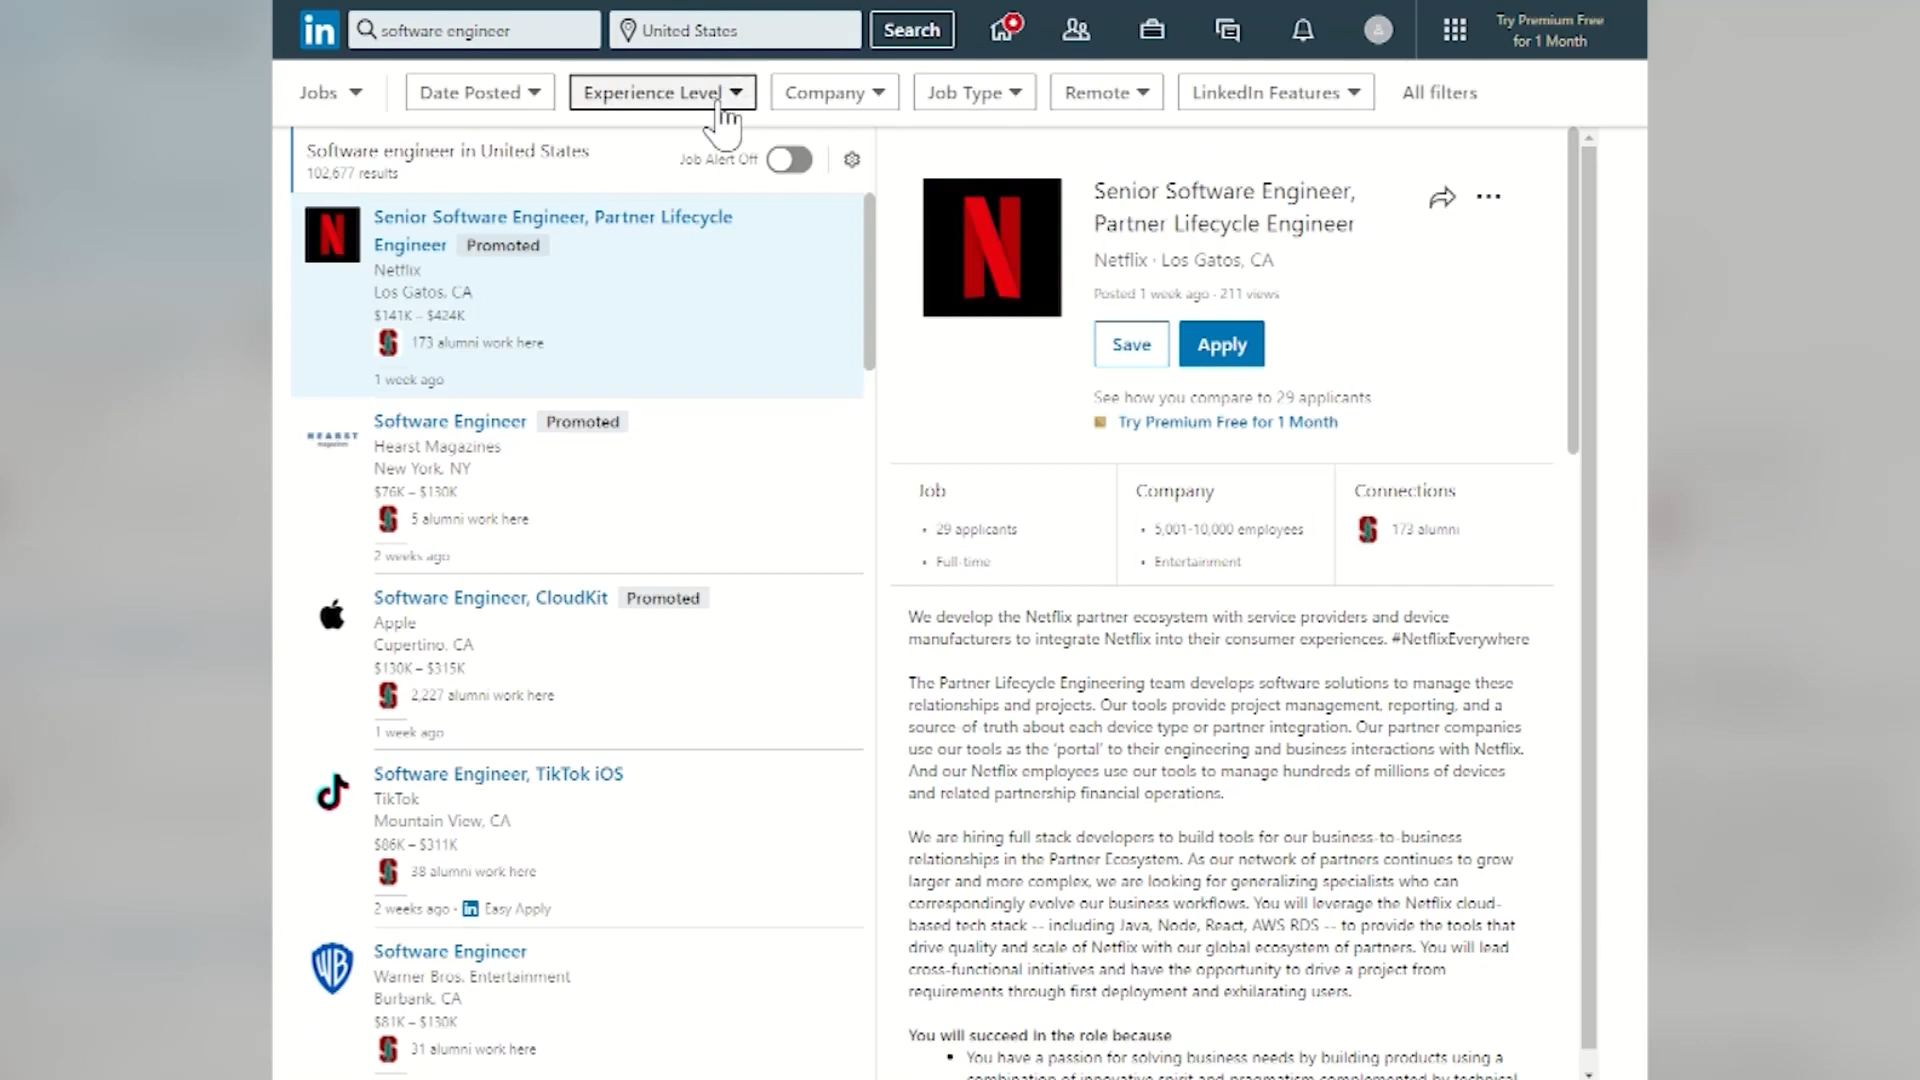 in software engineer United States Search Try Premium Free
for 1 Month
Jobs Date Posted Experience Level Company Job Type Remote LinkedIn Features All filters
Software engineer in United States
102,677 results
Job Alert Off
Senior Software Engineer, Partner Lifecycle
Engineer Promoted
Netflix
Los Gatos, CA
$141K – $424K
173 alumni work here
1 week ago
HEARST
magazines
Software Engineer Promoted
Hearst Magazines
New York, NY
$76K – $130K
5 alumni work here
2 weeks ago
Software Engineer, CloudKit Promoted
Apple
Cupertino, CA
$130K – $315K
2,227 alumni work here
1 week ago
Software Engineer, TikTok iOS
TikTok
Mountain View, CA
$86K – $311K
38 alumni work here
2 weeks ago · in Easy Apply
WB
Software Engineer
Warner Bros. Entertainment
Burbank, CA
$81K – $130K
31 alumni work here
N
Senior Software Engineer,
Partner Lifecycle Engineer
Netflix · Los Gatos, CA
Posted 1 week ago · 211 views
Save Apply
See how you compare to 29 applicants
Try Premium Free for 1 Month
Job
• 29 applicants
• Full-time
Company
• 5,001-10,000 employees
• Entertainment
Connections
173 alumni
We develop the Netflix partner ecosystem with service providers and device
manufacturers to integrate Netflix into their consumer experiences. #NetflixEverywhere
The Partner Lifecycle Engineering team develops software solutions to manage these
relationships and projects. Our tools provide project management, reporting, and a
source-of-truth about each device type or partner integration. Our partner companies
use our tools as the 'portal' to their engineering and business interactions with Netflix.
And our Netflix employees use our tools to manage hundreds of millions of devices
and related partnership financial operations.
We are hiring full stack developers to build tools for our business-to-business
relationships in the Partner Ecosystem. As our network of partners continues to grow
larger and more complex, we are looking for generalizing specialists who can
correspondingly evolve our business workflows. You will leverage the Netflix cloud-
based tech stack -- including Java, Node, React, AWS RDS -- to provide the tools that
drive quality and scale of Netflix with our global ecosystem of partners. You will lead
cross-functional initiatives and have the opportunity to drive a project from
requirements through first deployment and exhilarating users.
You will succeed in the role because
• You have a passion for solving business needs by building products using a
combination of innovative spirit and pragmatism complemented by technical